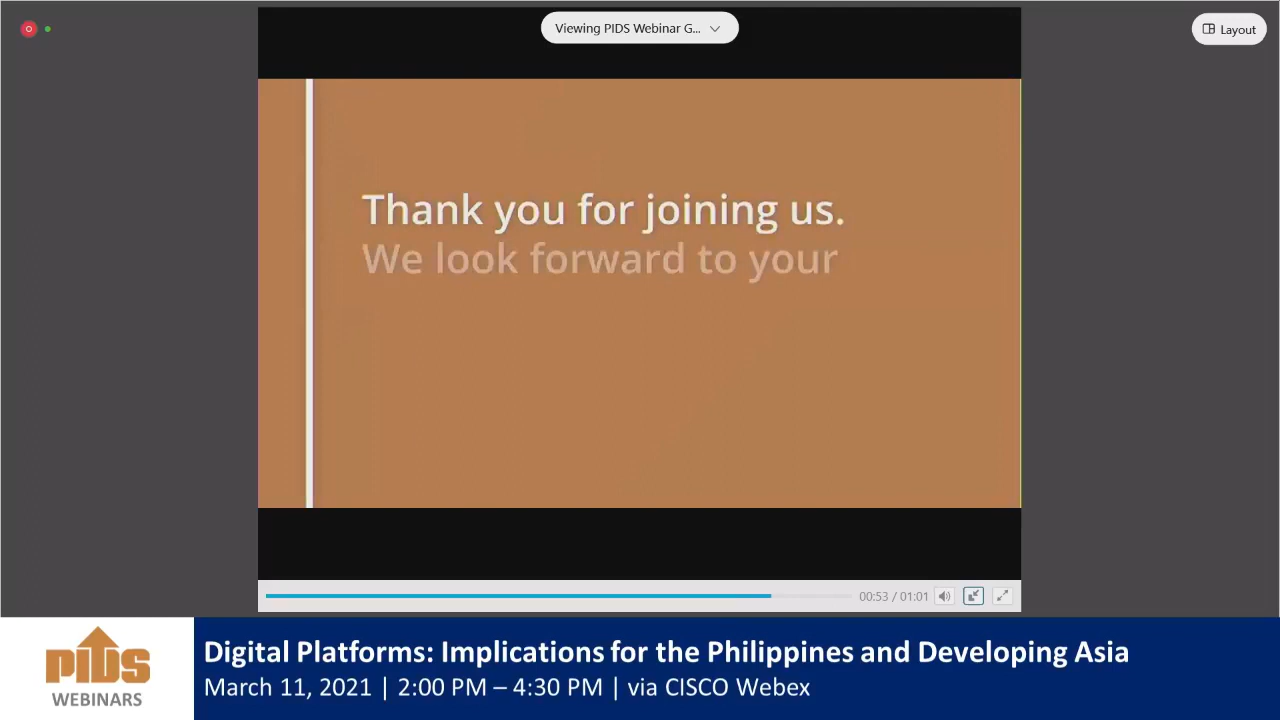 Viewing PIDS Webinar G...
Layout
Thank you for joining us.
We look forward to your
00:53 / 01:01
PIDS
WEBINARS
Digital Platforms: Implications for the Philippines and Developing Asia
March 11, 2021 | 2:00 PM – 4:30 PM | via CISCO Webex